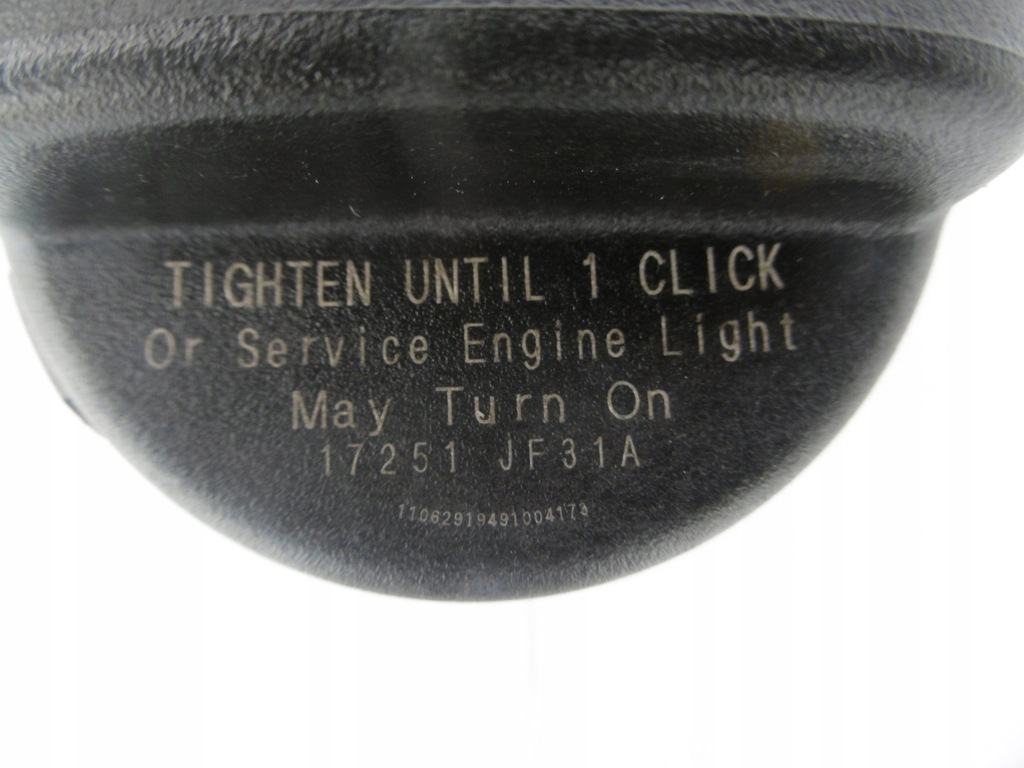 TIGHTEN UNTIL 1 CLICK
Or Service Engine Light
May Turn On
17251 JF31A
11062919491004173